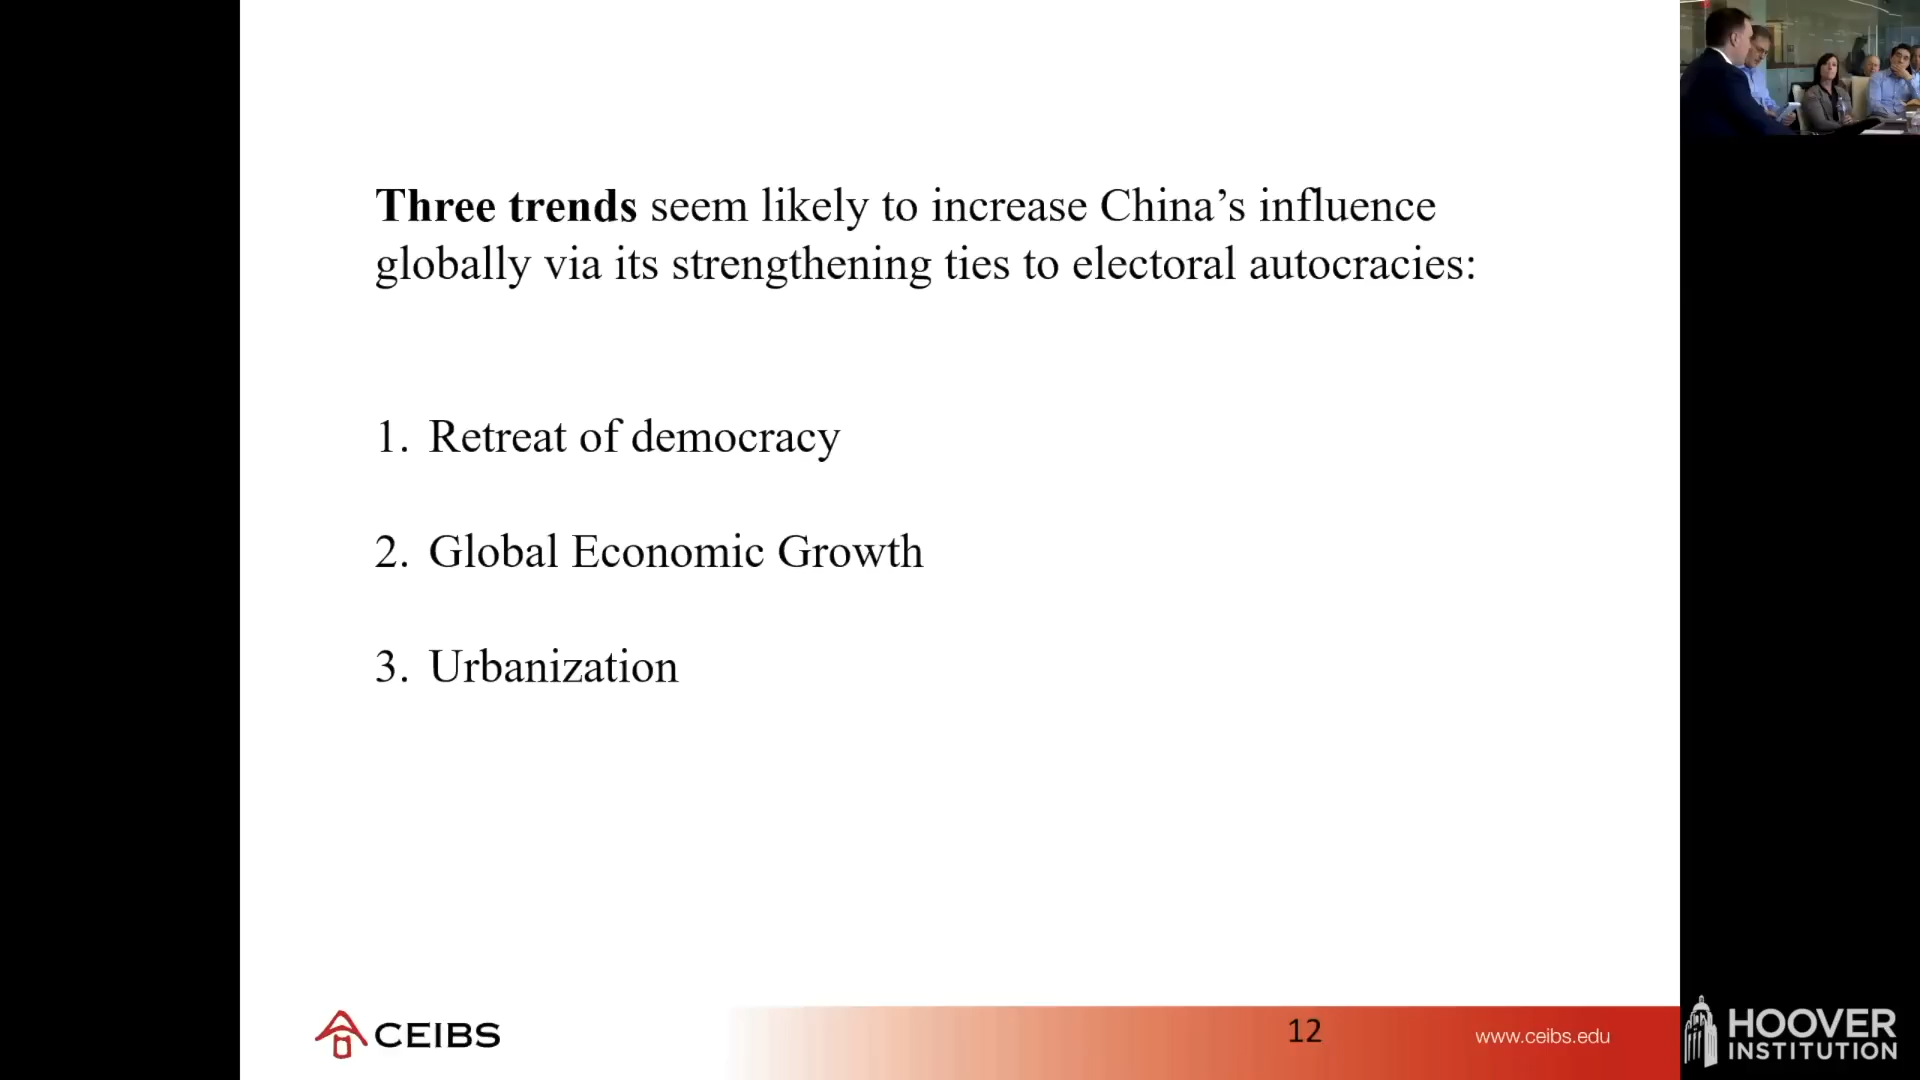 Three trends seem likely to increase China’s influence
globally via its strengthening ties to electoral autocracies:
1. Retreat of democracy
2. Global Economic Growth
3. Urbanization
CEIBS
12
www.ceibs.edu
HOOVER
INSTITUTION